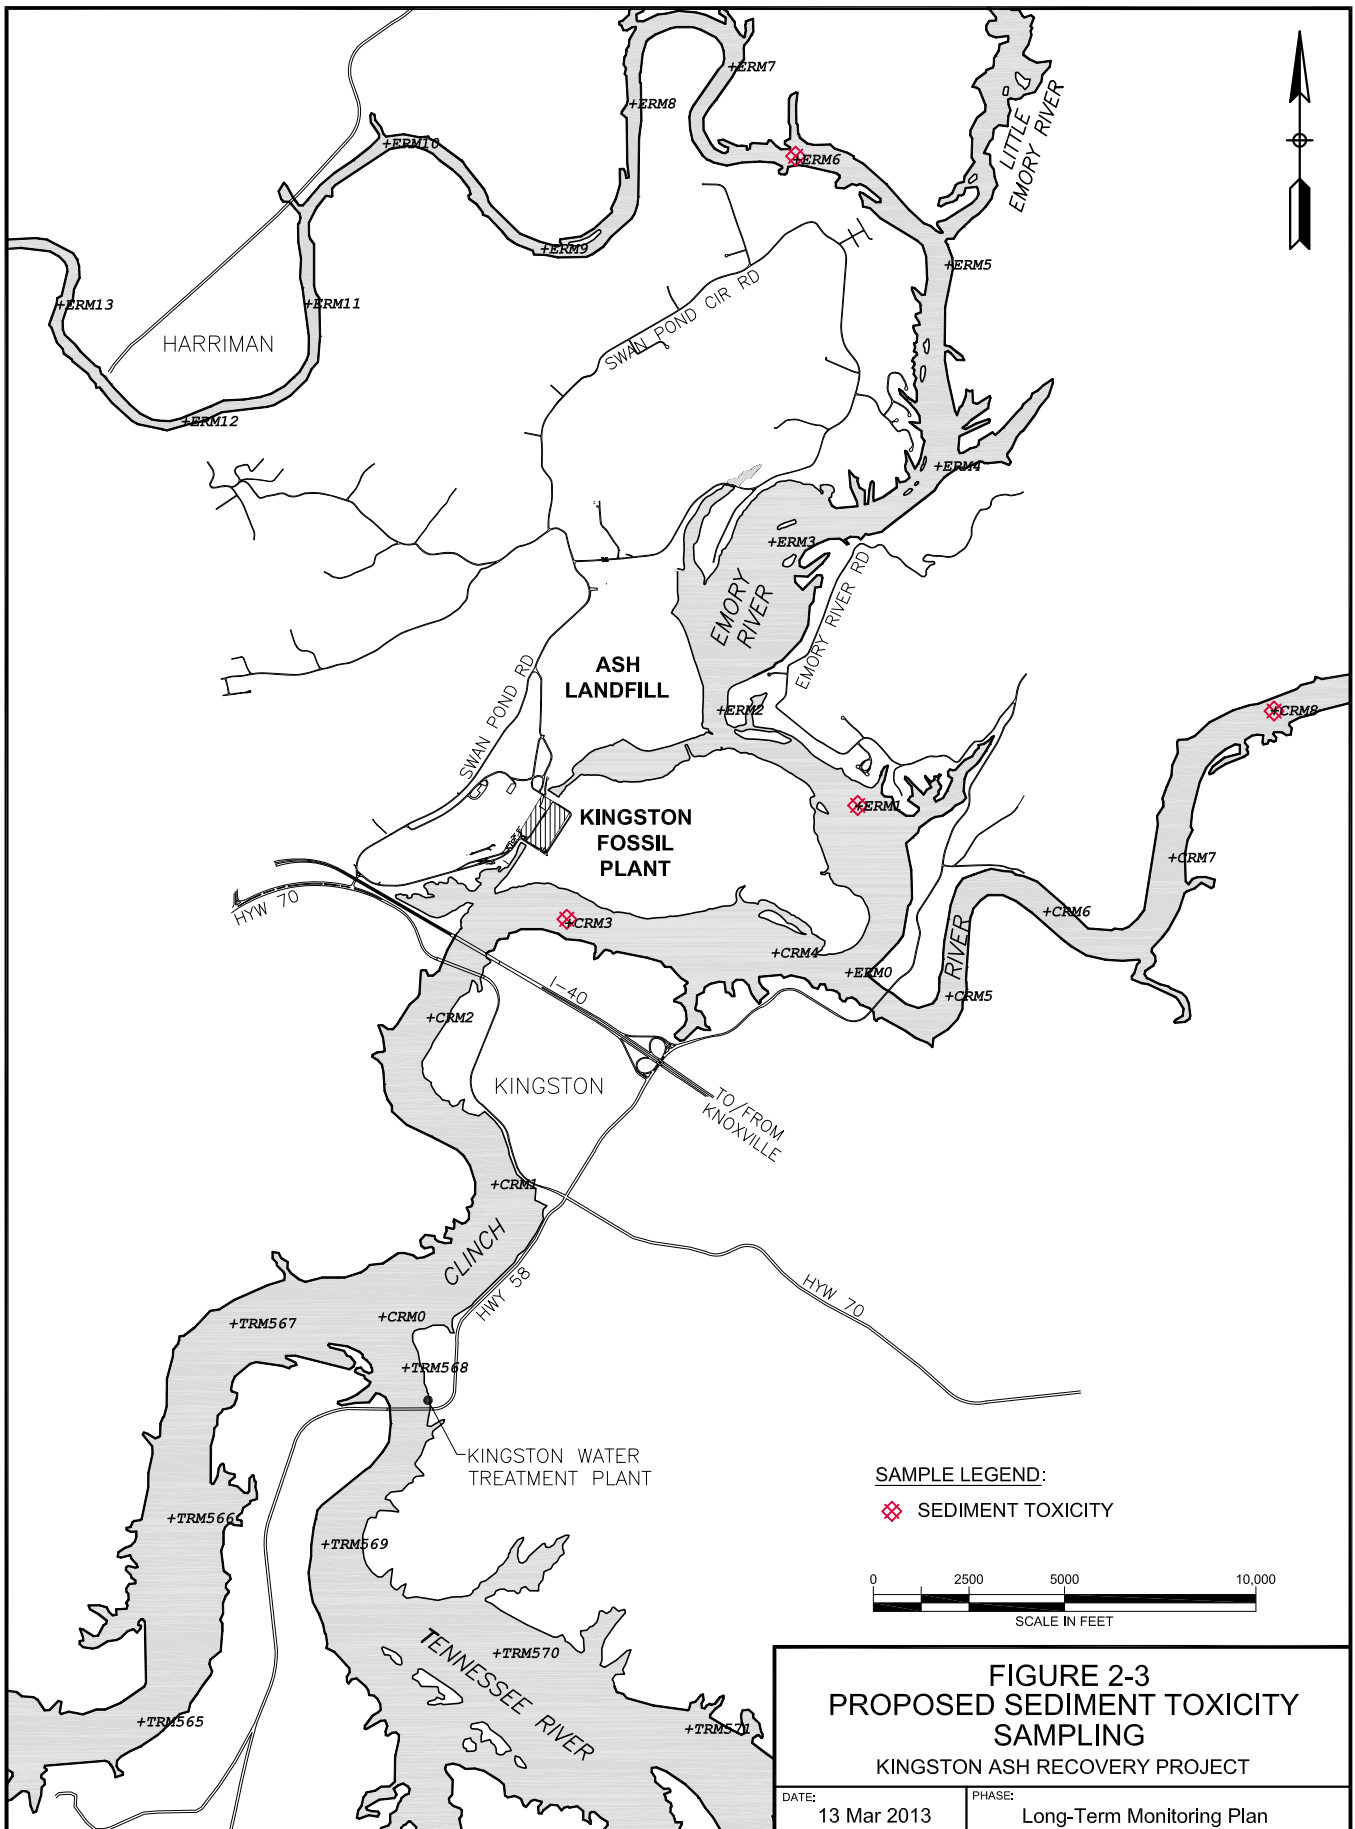 +ERM7
+ERM8
LITTLE
EMORY RIVER
+ERM10
+ERM6
+ERM9
+ERM5
+ERM13
+ERM11
SWAN POND CIR RD
HARRIMAN
+ERM12
+ERM4
+ERM3
EMORY
RIVER
EMORY RIVER RD
ASH
LANDFILL
SWAN POND RD
+ERM2
+CRM8
+ERM1
KINGSTON
FOSSIL
PLANT
+CRM7
HYW 70
+CRM3
+CRM6
RIVER
+CRM4
+ERM0
+CRM5
I-40
+CRM2
KINGSTON
TO/FROM
KNOXVILLE
+CRM1
CLINCH
HWY 58
HYW 70
+TRM567
+CRM0
+TRM568
KINGSTON WATER
TREATMENT PLANT
+TRM566
+TRM569
SAMPLE LEGEND:
SEDIMENT TOXICITY
0 2500 5000 10,000
SCALE IN FEET
TENNESSEE RIVER
+TRM570
+TRM565
+TRM571
FIGURE 2-3
PROPOSED SEDIMENT TOXICITY
SAMPLING
KINGSTON ASH RECOVERY PROJECT
DATE:
13 Mar 2013
PHASE:
Long-Term Monitoring Plan